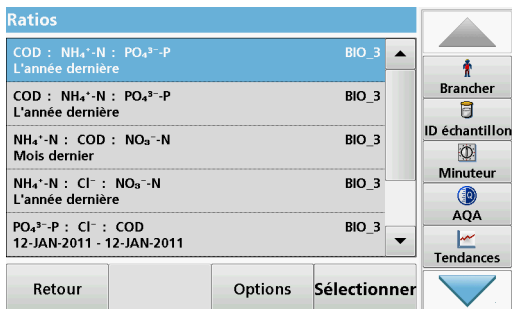 Ratios
COD : NH₄⁺-N : PO₄³⁻-P BIO_3
L'année dernière
COD : NH₄⁺-N : PO₄³⁻-P BIO_3
L'année dernière
NH₄⁺-N : COD : NO₃⁻-N BIO_3
Mois dernier
NH₄⁺-N : Cl⁻ : NO₃⁻-N BIO_3
L'année dernière
PO₄³⁻-P : Cl⁻ : COD BIO_3
12-JAN-2011 - 12-JAN-2011
Retour
Options
Sélectionner
Brancher
ID échantillon
Minuteur
AQA
Tendances